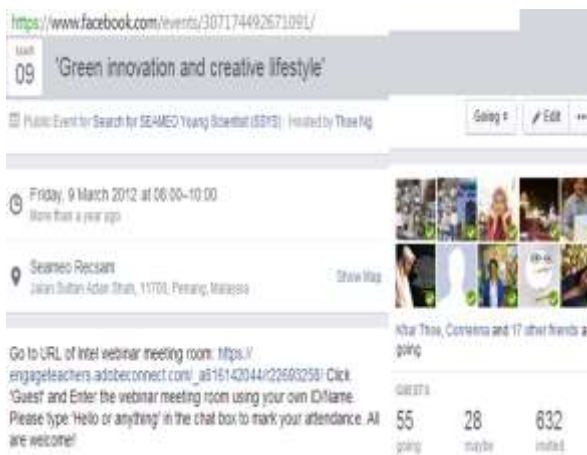 https://www.facebook.com/events/307174492671091/
MAR
09
'Green innovation and creative lifestyle'
Public Event for Search for SEAMEO Young Scientist (SSYS) · Hosted by Thoe Ng
Going
Edit
Friday, 9 March 2012 at 08:00–10:00
More than a year ago
Seameo Recsam
Jalan Sultan Azlan Shah, 11700, Penang, Malaysia
Show Map
Khar Thoe, Corrienna and 17 other friends a
going
Go to URL of Intel webinar meeting room: https://
engageteachers.adobeconnect.com/_a816142044/r22693258/ Click
'Guest' and Enter the webinar meeting room using your own ID/Name.
Please type 'Hello or anything' in the chat box to mark your attendance. All
are welcome!
GUESTS
55
28
632
going
maybe
invited